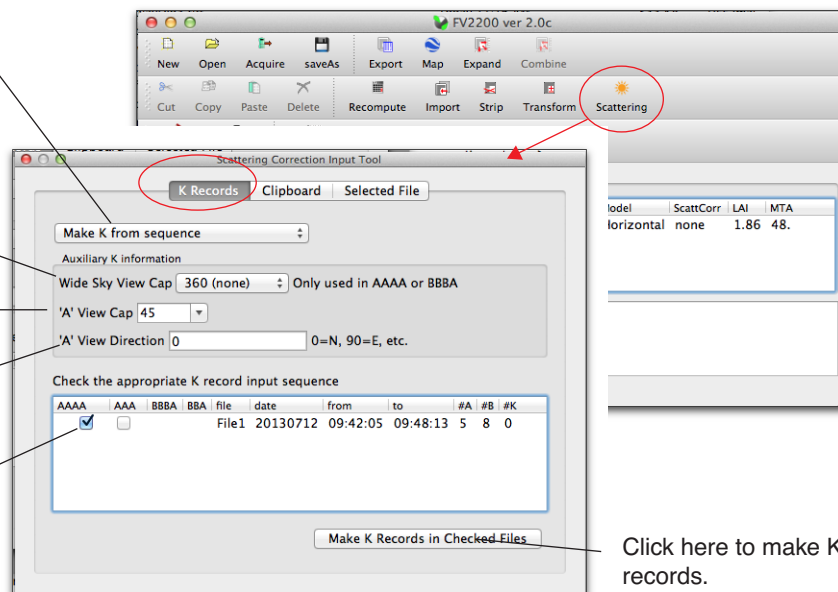 FV2200 ver 2.0c
New Open Acquire saveAs Export Map Expand Combine
Cut Copy Paste Delete Recompute Import Strip Transform Scattering
Scattering Correction Input Tool
K Records Clipboard Selected File
ScattCorr LAI MTA
none 1.86 48.
Make K from sequence
Auxiliary K information
Wide Sky View Cap 360 (none) Only used in AAAA or BBBA
'A' View Cap 45
'A' View Direction 0 0=N, 90=E, etc.
Check the appropriate K record input sequence
AAAA AAA BBBA BBA file date from to #A #B #K
File1 20130712 09:42:05 09:48:13 5 8 0
Make K Records in Checked Files
Click here to make K
records.